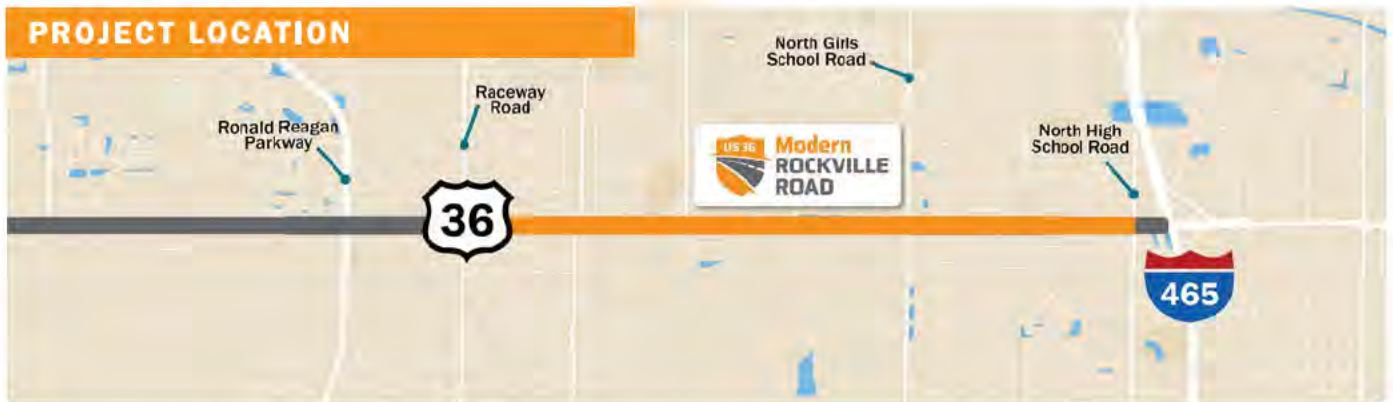 PROJECT LOCATION
North Girls
School Road
Raceway
Road
Ronald Reagan
Parkway
North High
School Road
US 36
Modern
ROCKVILLE
ROAD
36
465